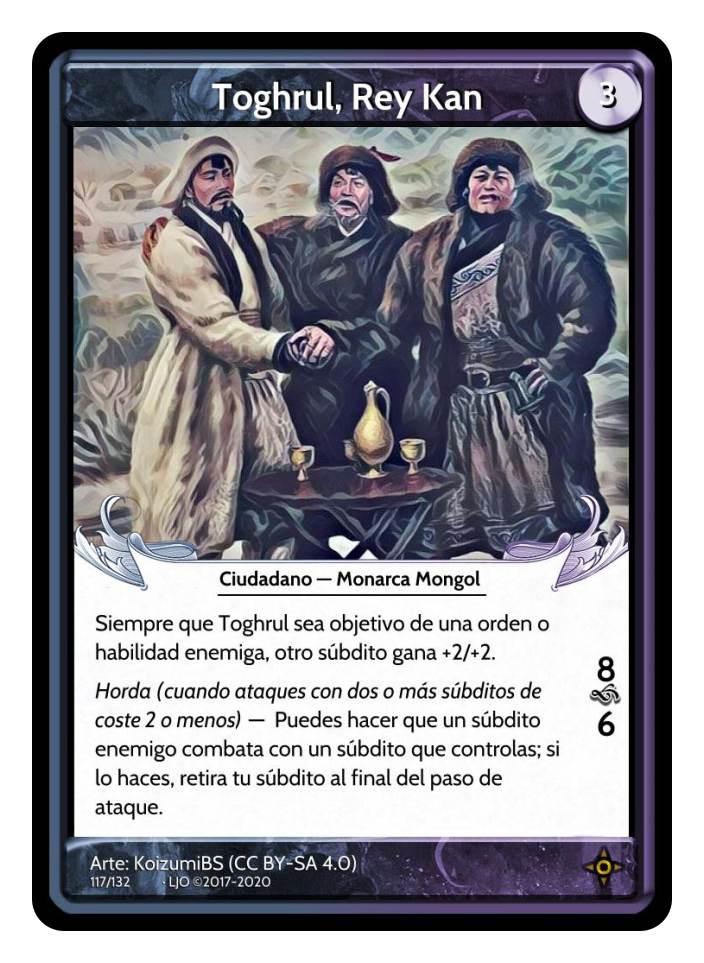 Toghrul, Rey Kan
3
Ciudadano — Monarca Mongol
Siempre que Toghrul sea objetivo de una orden o
habilidad enemiga, otro súbdito gana +2/+2.
Horda (cuando ataques con dos o más súbditos de
coste 2 o menos) — Puedes hacer que un súbdito
enemigo combata con un súbdito que controlas; si
lo haces, retira tu súbdito al final del paso de
ataque.
8
6
Arte: KoizumiBS (CC BY-SA 4.0)
117/132 · LJO ©2017-2020